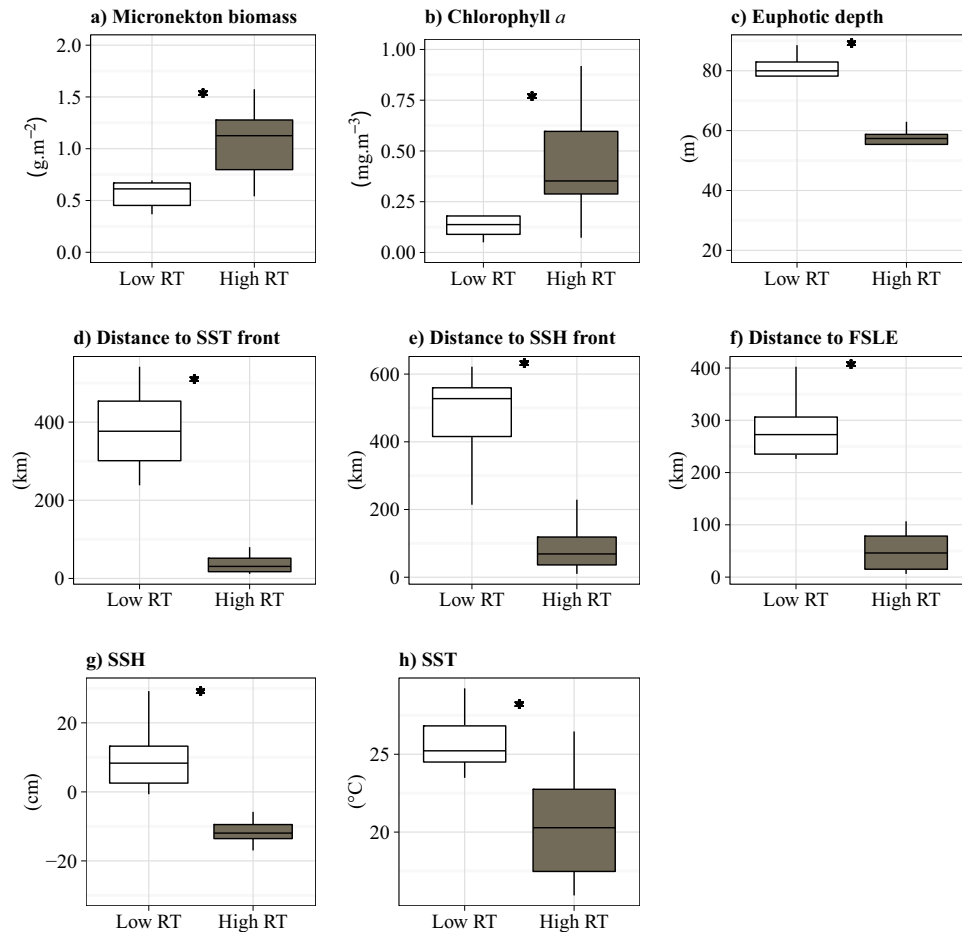 a) Micronekton biomass
2.0
1.5
1.0
0.5
0.0
(g.m−2)
Low RT High RT
b) Chlorophyll a
1.00
0.75
0.50
0.25
0.00
(mg.m−3)
Low RT High RT
c) Euphotic depth
80
60
40
20
(m)
Low RT High RT
d) Distance to SST front
400
200
0
(km)
Low RT High RT
e) Distance to SSH front
600
400
200
0
(km)
Low RT High RT
f) Distance to FSLE
400
300
200
100
0
(km)
Low RT High RT
g) SSH
20
0
−20
(cm)
Low RT High RT
h) SST
25
20
(°C)
Low RT High RT